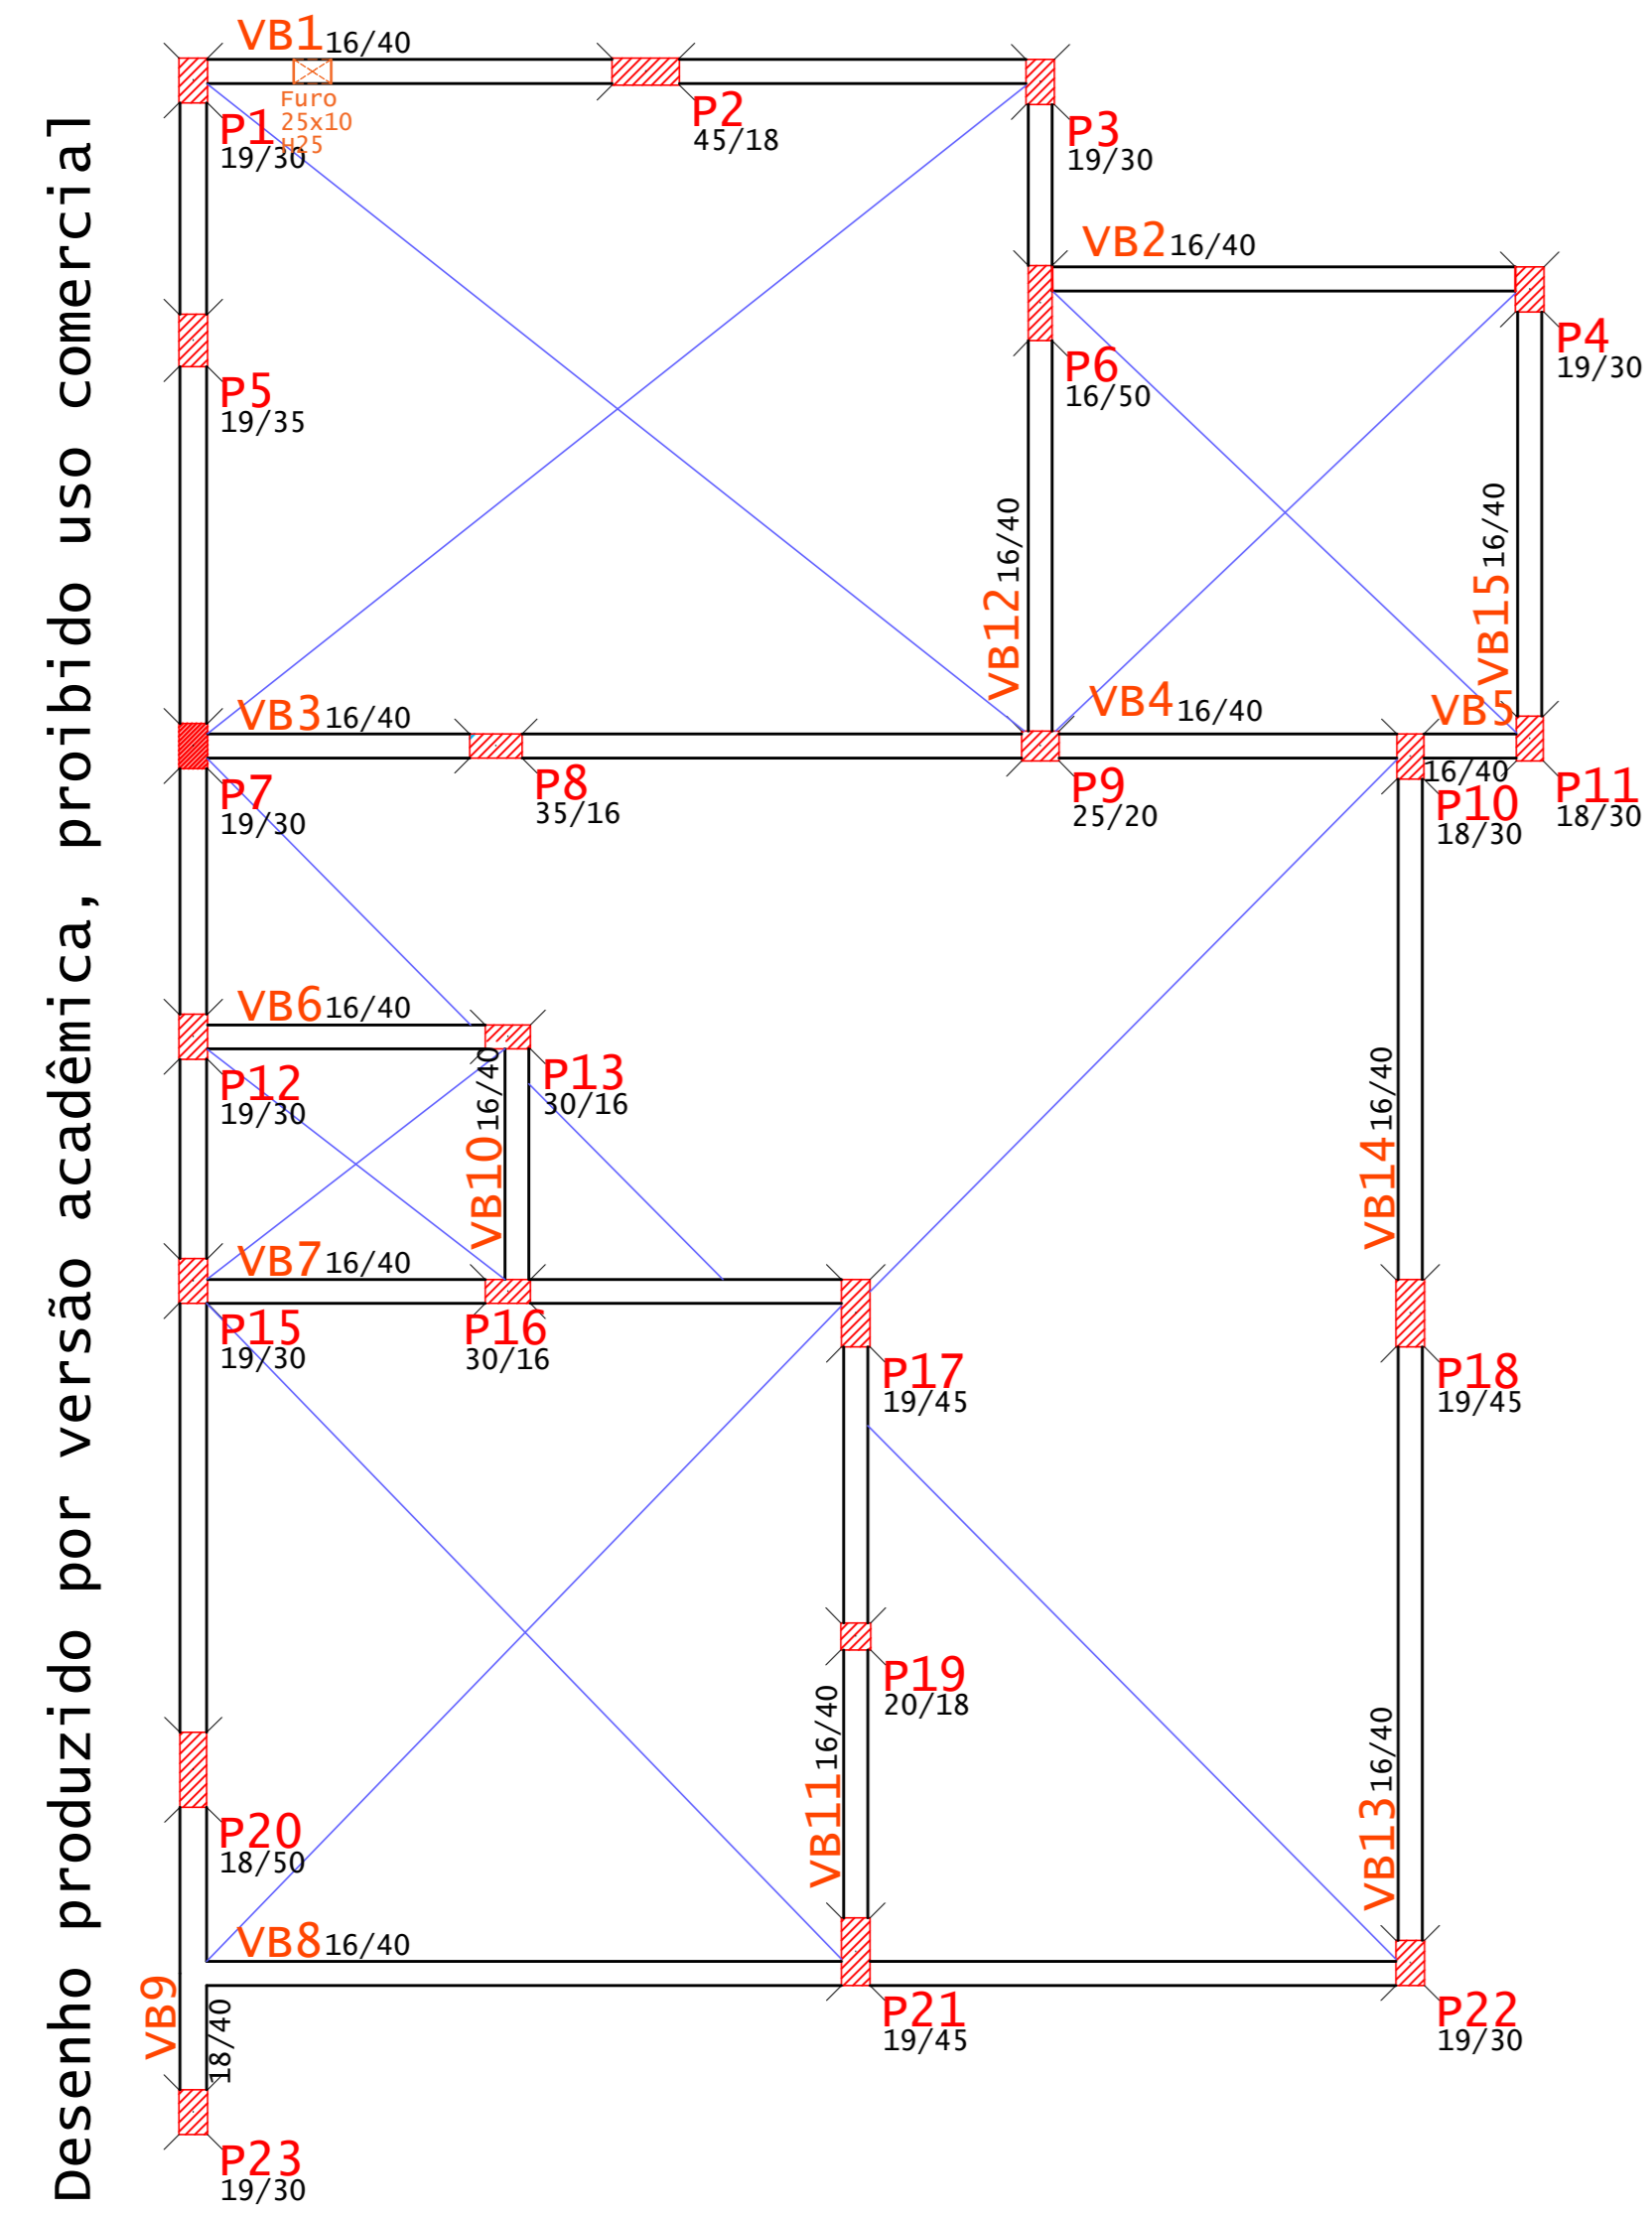 Desenho produzido por versão acadêmica, proibido uso comercial
VB1 16/40
Furo
25x10
H25
P1
19/30
P2
45/18
P3
19/30
VB2 16/40
P4
19/30
P5
19/35
P6
16/50
VB12 16/40
VB15 16/40
VB3 16/40
VB4 16/40
VB5
16/40
P7
19/30
P8
35/16
P9
25/20
P10
18/30
P11
18/30
VB6 16/40
P12
19/30
P13
30/16
VB10 16/40
VB14 16/40
VB7 16/40
P15
19/30
P16
30/16
P17
19/45
P18
19/45
P19
20/18
VB11 16/40
VB13 16/40
P20
18/50
VB8 16/40
VB9
18/40
P21
19/45
P22
19/30
P23
19/30